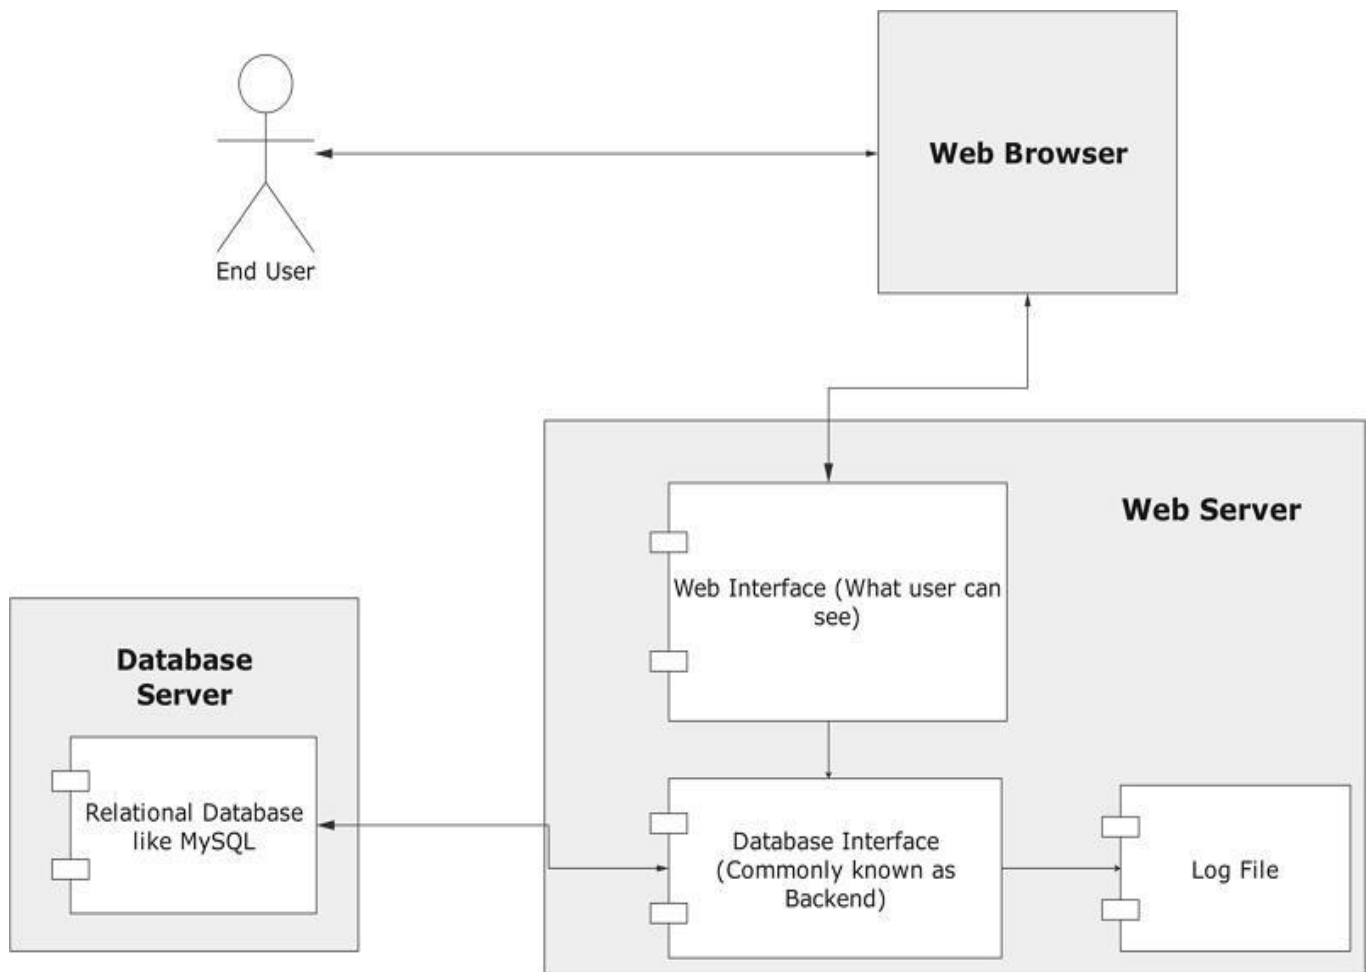 Web Browser
End User
Web Server
Web Interface (What user can
see)
Database
Server
Relational Database
like MySQL
Database Interface
(Commonly known as
Backend)
Log File